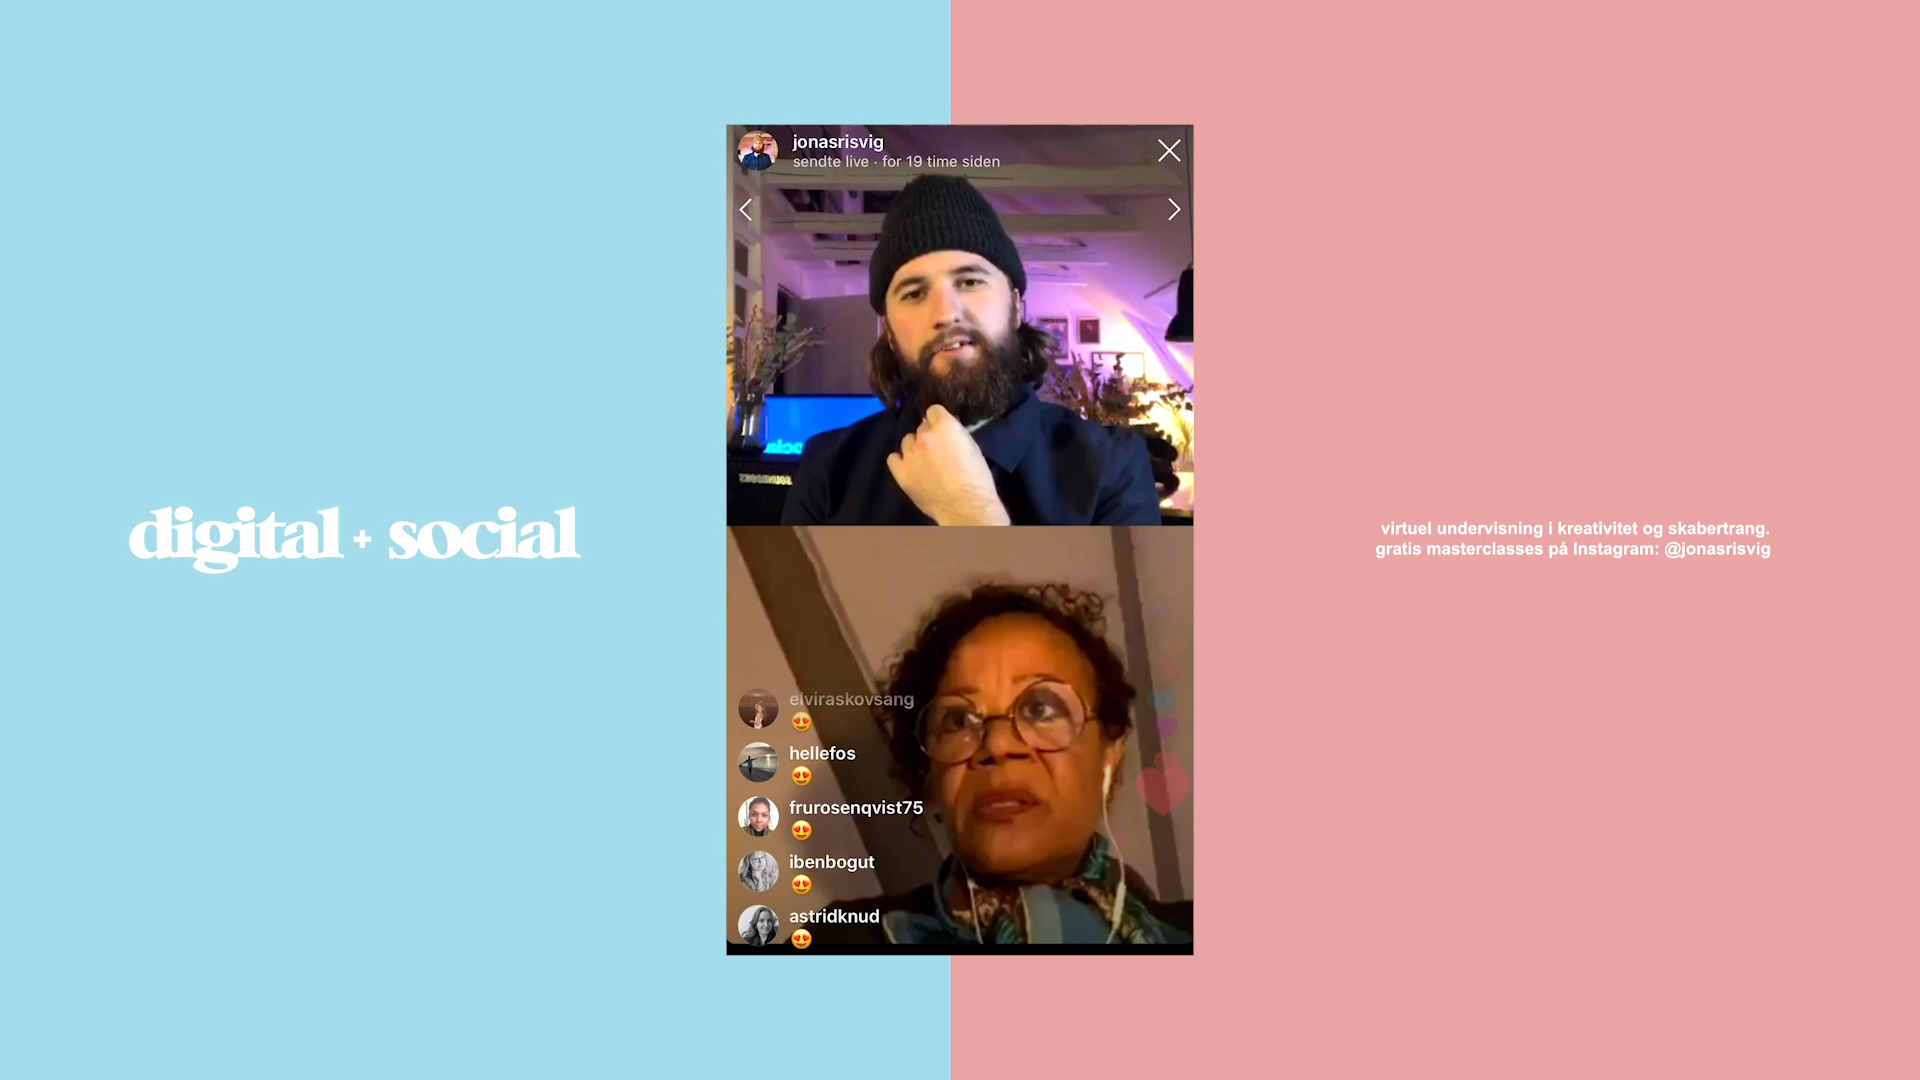 digital + social
jonasrisvig
sendte live · for 19 time siden
elviraskovsang
😍
hellefos
😍
frurosenqvist75
😍
ibenbogut
😍
astridknud
😍
virtuel undervisning i kreativitet og skabertrang.
gratis masterclasses på Instagram: @jonasrisvig